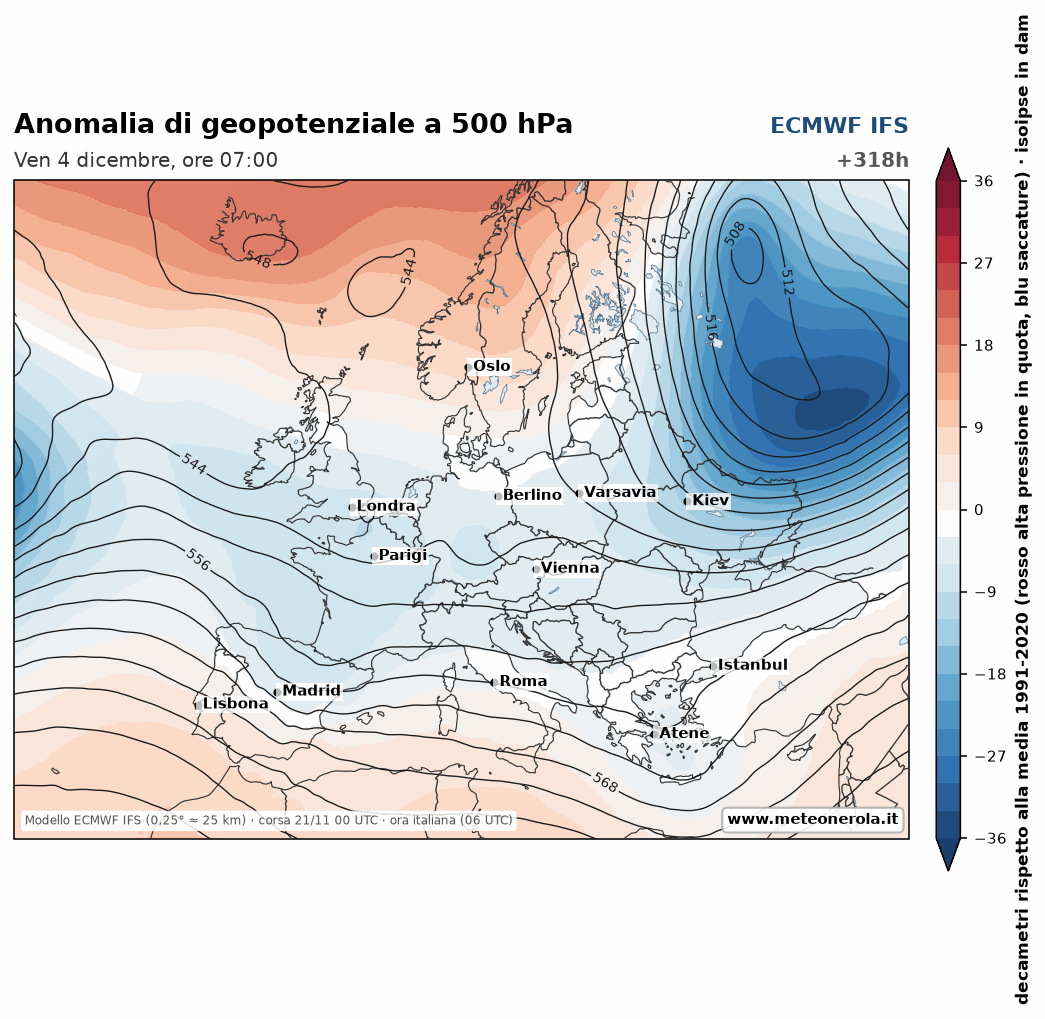 Anomalia di geopotenziale a 500 hPa
ECMWF IFS
Ven 4 dicembre, ore 07:00
+318h
548
544
508
512
516
Oslo
544
Londra
Berlino
Varsavia
Kiev
556
Parigi
Vienna
Istanbul
Madrid
Roma
Lisbona
Atene
568
Modello ECMWF IFS (0,25° ≈ 25 km) · corsa 21/11 00 UTC · ora italiana (06 UTC)
www.meteonerola.it
36
27
18
9
0
−9
−18
−27
−36
decametri rispetto alla media 1991-2020 (rosso alta pressione in quota, blu saccature) · isoipse in dam